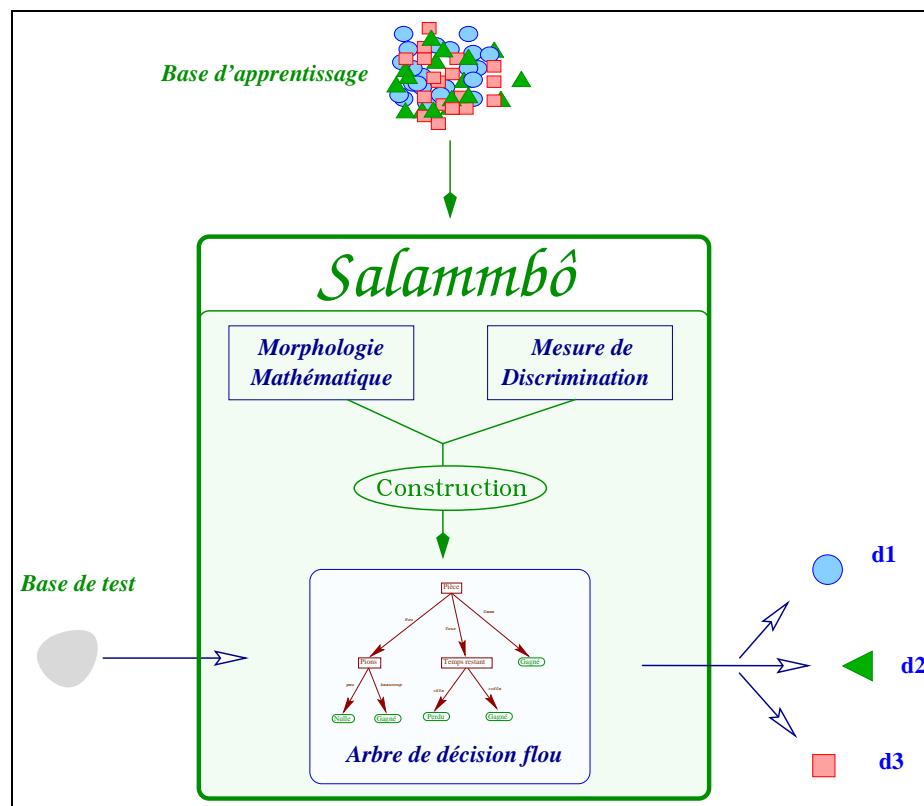 Base d'apprentissage
Salammbô
Morphologie
Mathématique
Mesure de
Discrimination
Construction
Base de test
Pièce
Pions
Temps restant
Gagné
Nulle
Gagné
Perdu
Gagné
Arbre de décision flou
d1
d2
d3